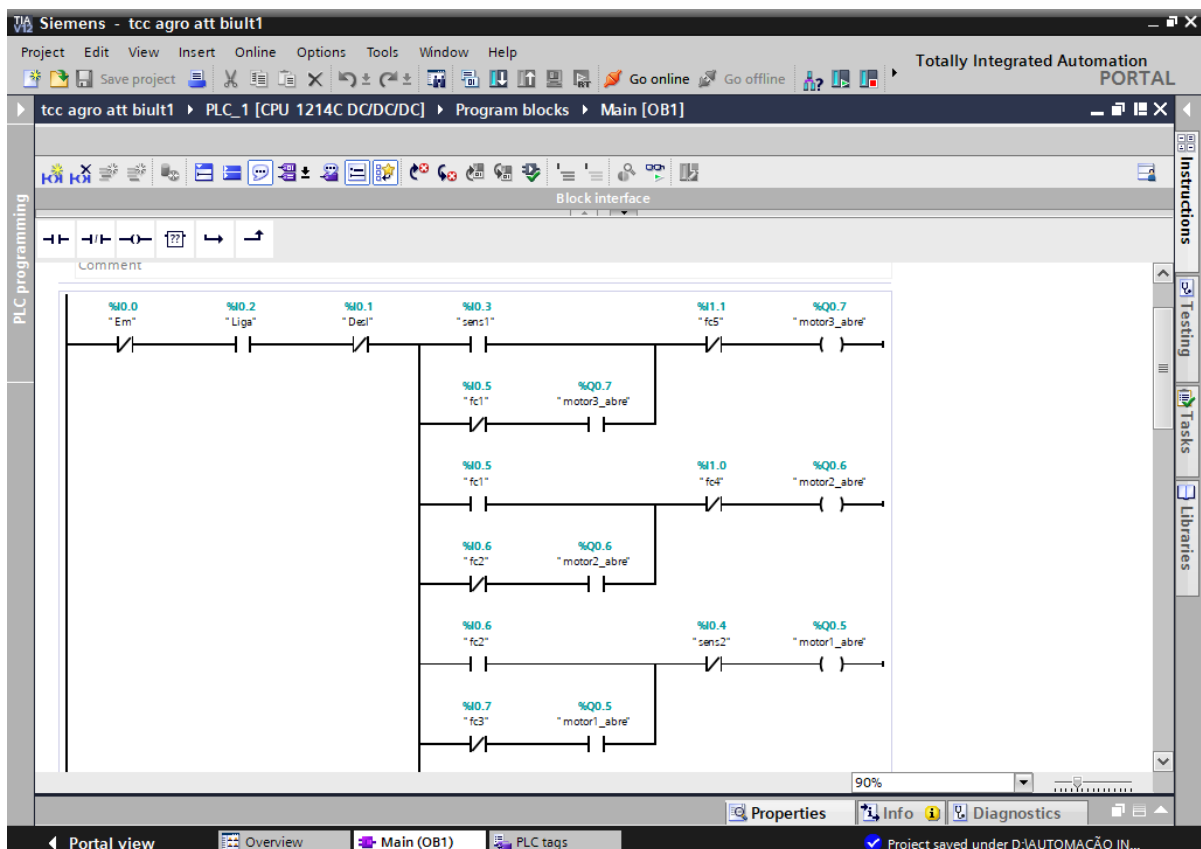 Siemens - tcc agro att biult1
Project Edit View Insert Online Options Tools Window Help
Totally Integrated Automation
PORTAL
Save project Go online Go offline
tcc agro att biult1 PLC_1 [CPU 1214C DC/DC/DC] Program blocks Main [OB1]
Block interface
Comment
%I0.0 %I0.2 %I0.1 %I0.3 %I1.1 %Q0.7
"Em" "Liga" "Desl" "sens1" "fc5" "motor3_abre"
%I0.5 %Q0.7
"fc1" "motor3_abre"
%I0.5 %I1.0 %Q0.6
"fc1" "fc4" "motor2_abre"
%I0.6 %Q0.6
"fc2" "motor2_abre"
%I0.6 %I0.4 %Q0.5
"fc2" "sens2" "motor1_abre"
%I0.7 %Q0.5
"fc3" "motor1_abre"
90%
PLC programming
Instructions
Testing
Tasks
Libraries
Properties Info Diagnostics
Portal view Overview Main (OB1) PLC tags Project saved under D:\AUTOMAÇÃO IN...